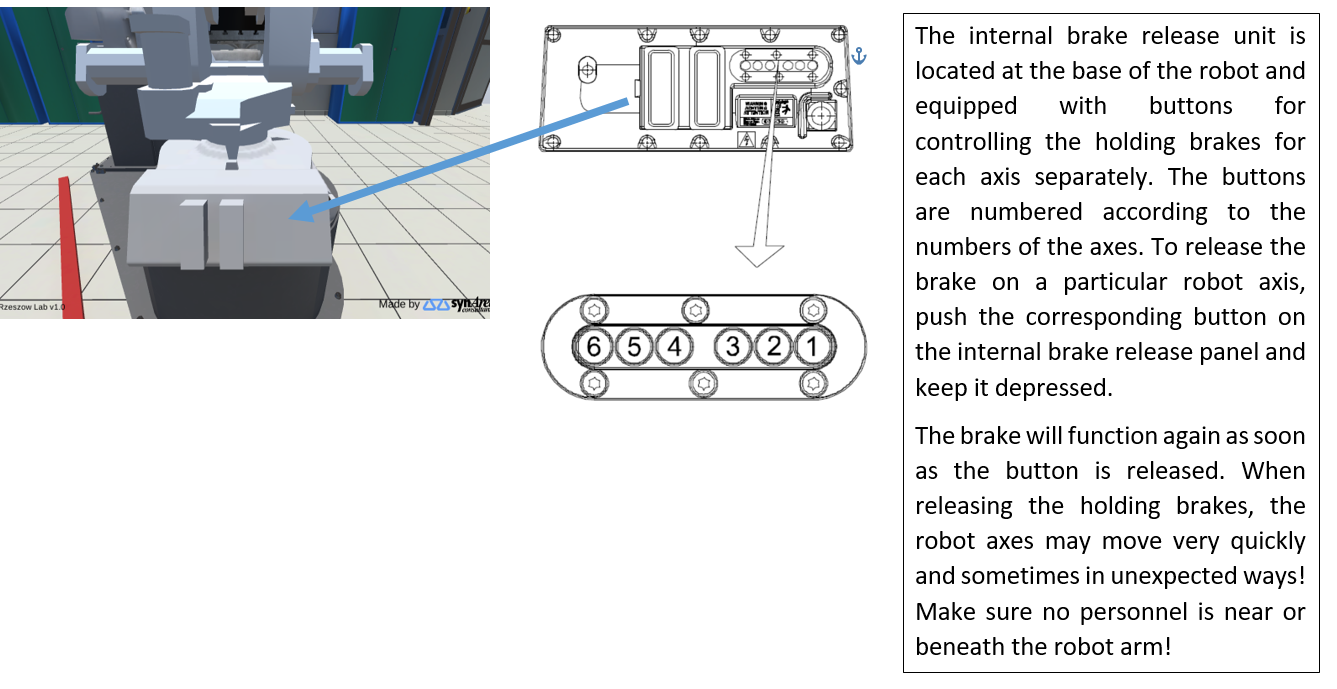 Rzeszow Lab v1.0
Made by
6 5 4 3 2 1
The internal brake release unit is
located at the base of the robot and
equipped with buttons for
controlling the holding brakes for
each axis separately. The buttons
are numbered according to the
numbers of the axes. To release the
brake on a particular robot axis,
push the corresponding button on
the internal brake release panel and
keep it depressed.
The brake will function again as soon
as the button is released. When
releasing the holding brakes, the
robot axes may move very quickly
and sometimes in unexpected ways!
Make sure no personnel is near or
beneath the robot arm!